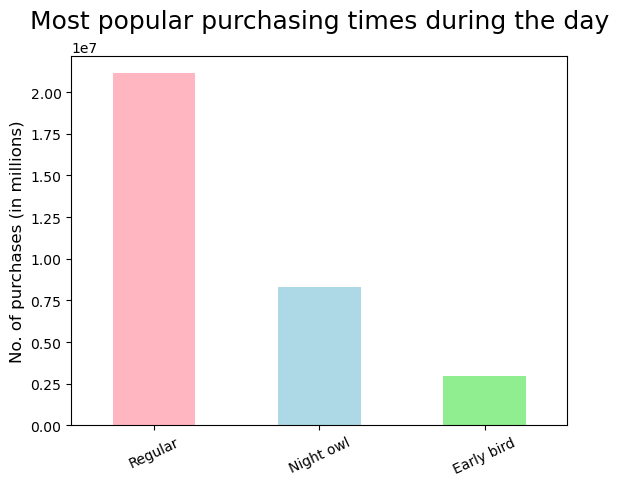 Most popular purchasing times during the day
1e7
No. of purchases (in millions)
2.00
1.75
1.50
1.25
1.00
0.75
0.50
0.25
0.00
Regular
Night owl
Early bird